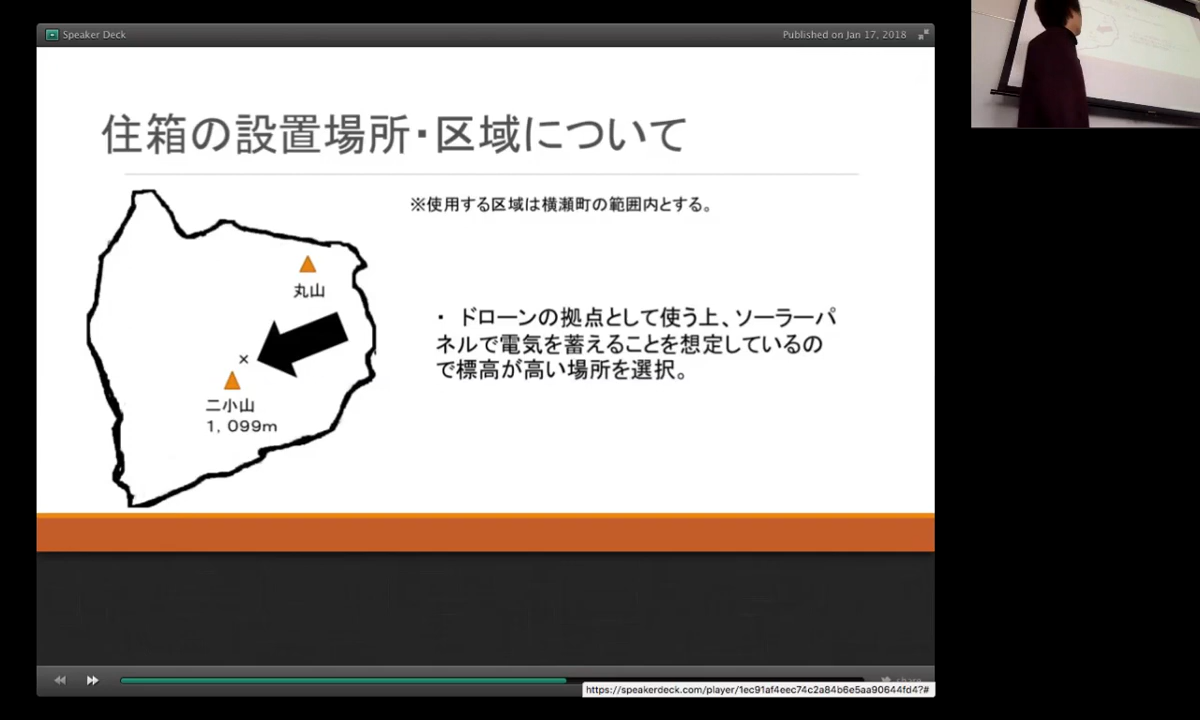 Speaker Deck
Published on Jan 17, 2018
住箱の設置場所・区域について
※使用する区域は横瀬町の範囲内とする。
丸山
・ ドローンの拠点として使う上、ソーラーパ
ネルで電気を蓄えることを想定しているの
で標高が高い場所を選択。
×
二小山
1，099m
share
https://speakerdeck.com/player/1ec91af4eec74c2a84b6e5aa90644fd4?#